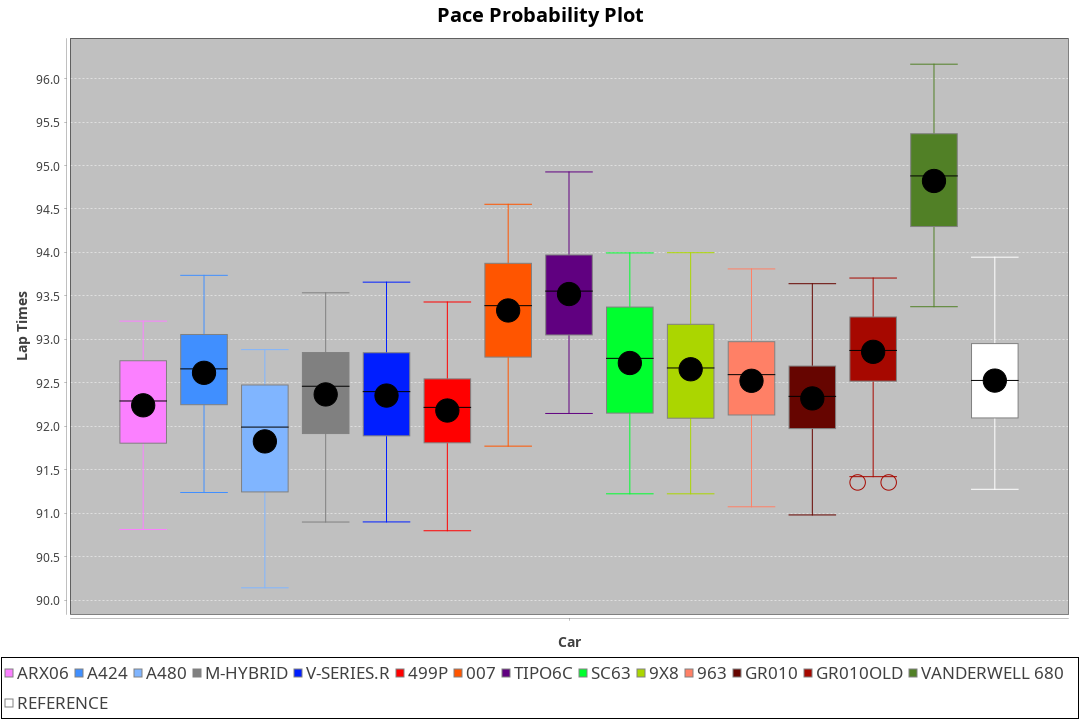 Pace Probability Plot
Lap Times
96.0
95.5
95.0
94.5
94.0
93.5
93.0
92.5
92.0
91.5
91.0
90.5
90.0
Car
ARX06 A424 A480 M-HYBRID V-SERIES.R 499P 007 TIPO6C SC63 9X8 963 GR010 GR010OLD VANDERWELL 680
REFERENCE